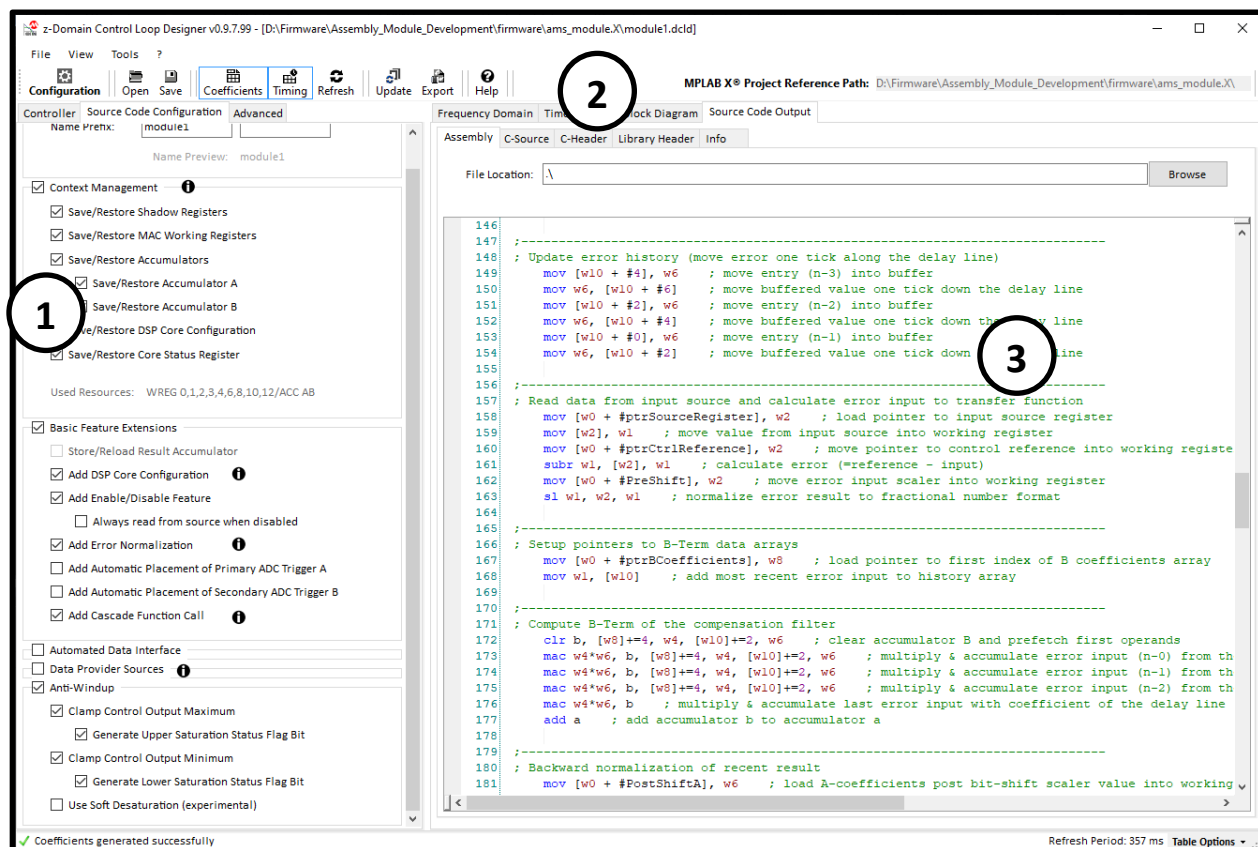 z-Domain Control Loop Designer v0.9.7.99 - [D:\Firmware\Assembly_Module_Development\firmware\ams_module.X\module1.dcld]
File View Tools ?
Configuration Open Save Coefficients Timing Refresh Update Export Help
MPLAB X® Project Reference Path: D:\Firmware\Assembly_Module_Development\firmware\ams_module.X\
Controller Source Code Configuration Advanced
Name Prefix: module1
Name Preview: module1
Context Management
Save/Restore Shadow Registers
Save/Restore MAC Working Registers
Save/Restore Accumulators
Save/Restore Accumulator A
Save/Restore Accumulator B
Save/Restore DSP Core Configuration
Save/Restore Core Status Register
Used Resources: WREG 0,1,2,3,4,6,8,10,12/ACC AB
Basic Feature Extensions
Store/Reload Result Accumulator
Add DSP Core Configuration
Add Enable/Disable Feature
Always read from source when disabled
Add Error Normalization
Add Automatic Placement of Primary ADC Trigger A
Add Automatic Placement of Secondary ADC Trigger B
Add Cascade Function Call
Automated Data Interface
Data Provider Sources
Anti-Windup
Clamp Control Output Maximum
Generate Upper Saturation Status Flag Bit
Clamp Control Output Minimum
Generate Lower Saturation Status Flag Bit
Use Soft Desaturation (experimental)
1
2
3
Frequency Domain Tim lock Diagram Source Code Output
Assembly C-Source C-Header Library Header Info
File Location: .\ Browse
146
147 ;---------------------------------------------------------------------------------
148 ; Update error history (move error one tick along the delay line)
149 mov [w10 + #4], w6 ; move entry (n-3) into buffer
150 mov w6, [w10 + #6] ; move buffered value one tick down the delay line
151 mov [w10 + #2], w6 ; move entry (n-2) into buffer
152 mov w6, [w10 + #4] ; move buffered value one tick down the delay line
153 mov [w10 + #0], w6 ; move entry (n-1) into buffer
154 mov w6, [w10 + #2] ; move buffered value one tick down line
155
156 ;---------------------------------------------------------------------------------
157 ; Read data from input source and calculate error input to transfer function
158 mov [w0 + #ptrSourceRegister], w2 ; load pointer to input source register
159 mov [w2], w1 ; move value from input source into working register
160 mov [w0 + #ptrCtrlReference], w2 ; move pointer to control reference into working registe
161 subr w1, [w2], w1 ; calculate error (=reference - input)
162 mov [w0 + #PreShift], w2 ; move error input scaler into working register
163 sl w1, w2, w1 ; normalize error result to fractional number format
164
165 ;---------------------------------------------------------------------------------
166 ; Setup pointers to B-Term data arrays
167 mov [w0 + #ptrBCoefficients], w8 ; load pointer to first index of B coefficients array
168 mov w1, [w10] ; add most recent error input to history array
169
170 ;---------------------------------------------------------------------------------
171 ; Compute B-Term of the compensation filter
172 clr b, [w8]+=4, w4, [w10]+=2, w6 ; clear accumulator B and prefetch first operands
173 mac w4*w6, b, [w8]+=4, w4, [w10]+=2, w6 ; multiply & accumulate error input (n-0) from th
174 mac w4*w6, b, [w8]+=4, w4, [w10]+=2, w6 ; multiply & accumulate error input (n-1) from th
175 mac w4*w6, b, [w8]+=4, w4, [w10]+=2, w6 ; multiply & accumulate error input (n-2) from th
176 mac w4*w6, b ; multiply & accumulate last error input with coefficient of the delay line
177 add a ; add accumulator b to accumulator a
178
179 ;---------------------------------------------------------------------------------
180 ; Backward normalization of recent result
181 mov [w0 + #PostShiftA], w6 ; load A-coefficients post bit-shift scaler value into working
Coefficients generated successfully
Refresh Period: 357 ms Table Options